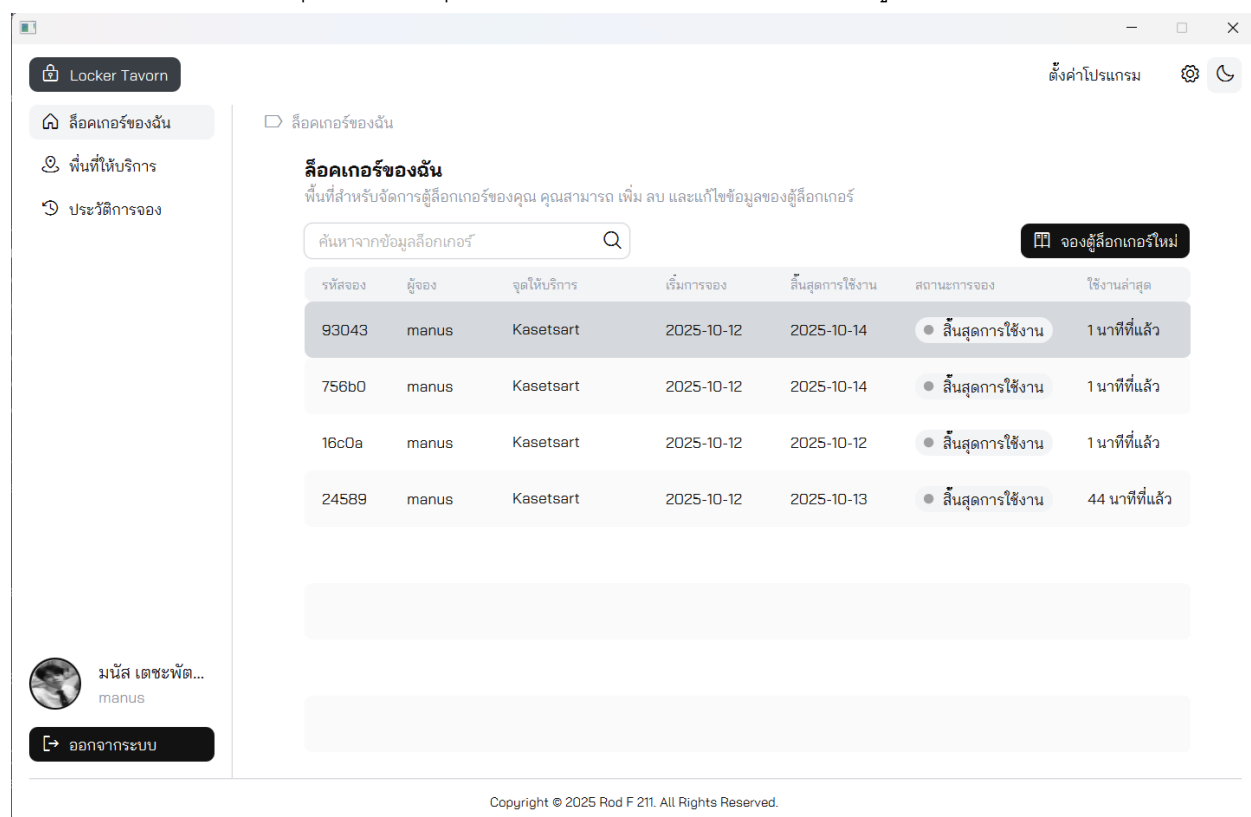 Locker Tavorn
ตั้งค่าโปรแกรม
ล็อคเกอร์ของฉัน
พื้นที่ให้บริการ
ประวัติการจอง
ล็อคเกอร์ของฉัน
ล็อคเกอร์ของฉัน
พื้นที่สำหรับจัดการตู้ล็อกเกอร์ของคุณ คุณสามารถ เพิ่ม ลบ และแก้ไขข้อมูลของตู้ล็อกเกอร์
ค้นหาจากข้อมูลล็อกเกอร์
จองตู้ล็อกเกอร์ใหม่
รหัสจอง ผู้จอง จุดให้บริการ เริ่มการจอง สิ้นสุดการใช้งาน สถานะการจอง ใช้งานล่าสุด
93043 manus Kasetsart 2025-10-12 2025-10-14 สิ้นสุดการใช้งาน 1 นาทีที่แล้ว
756b0 manus Kasetsart 2025-10-12 2025-10-14 สิ้นสุดการใช้งาน 1 นาทีที่แล้ว
16c0a manus Kasetsart 2025-10-12 2025-10-12 สิ้นสุดการใช้งาน 1 นาทีที่แล้ว
24589 manus Kasetsart 2025-10-12 2025-10-13 สิ้นสุดการใช้งาน 44 นาทีที่แล้ว
มนัส เตชะพัต...
manus
ออกจากระบบ
Copyright © 2025 Rod F 211. All Rights Reserved.